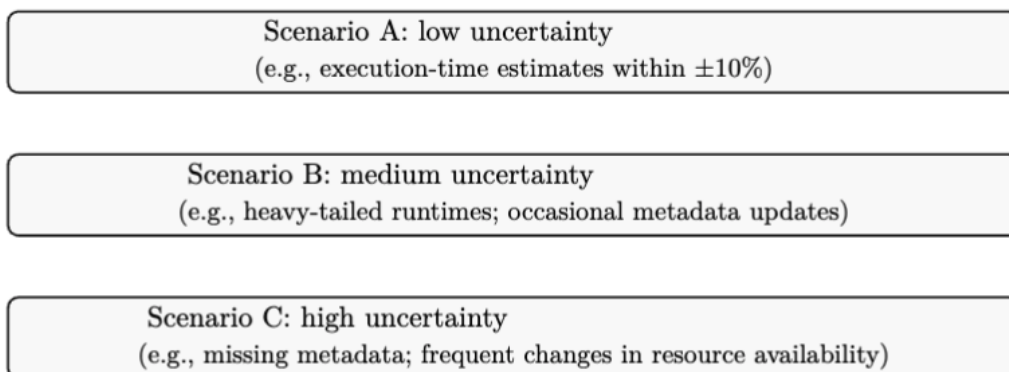 Scenario A: low uncertainty
(e.g., execution-time estimates within ±10%)
Scenario B: medium uncertainty
(e.g., heavy-tailed runtimes; occasional metadata updates)
Scenario C: high uncertainty
(e.g., missing metadata; frequent changes in resource availability)